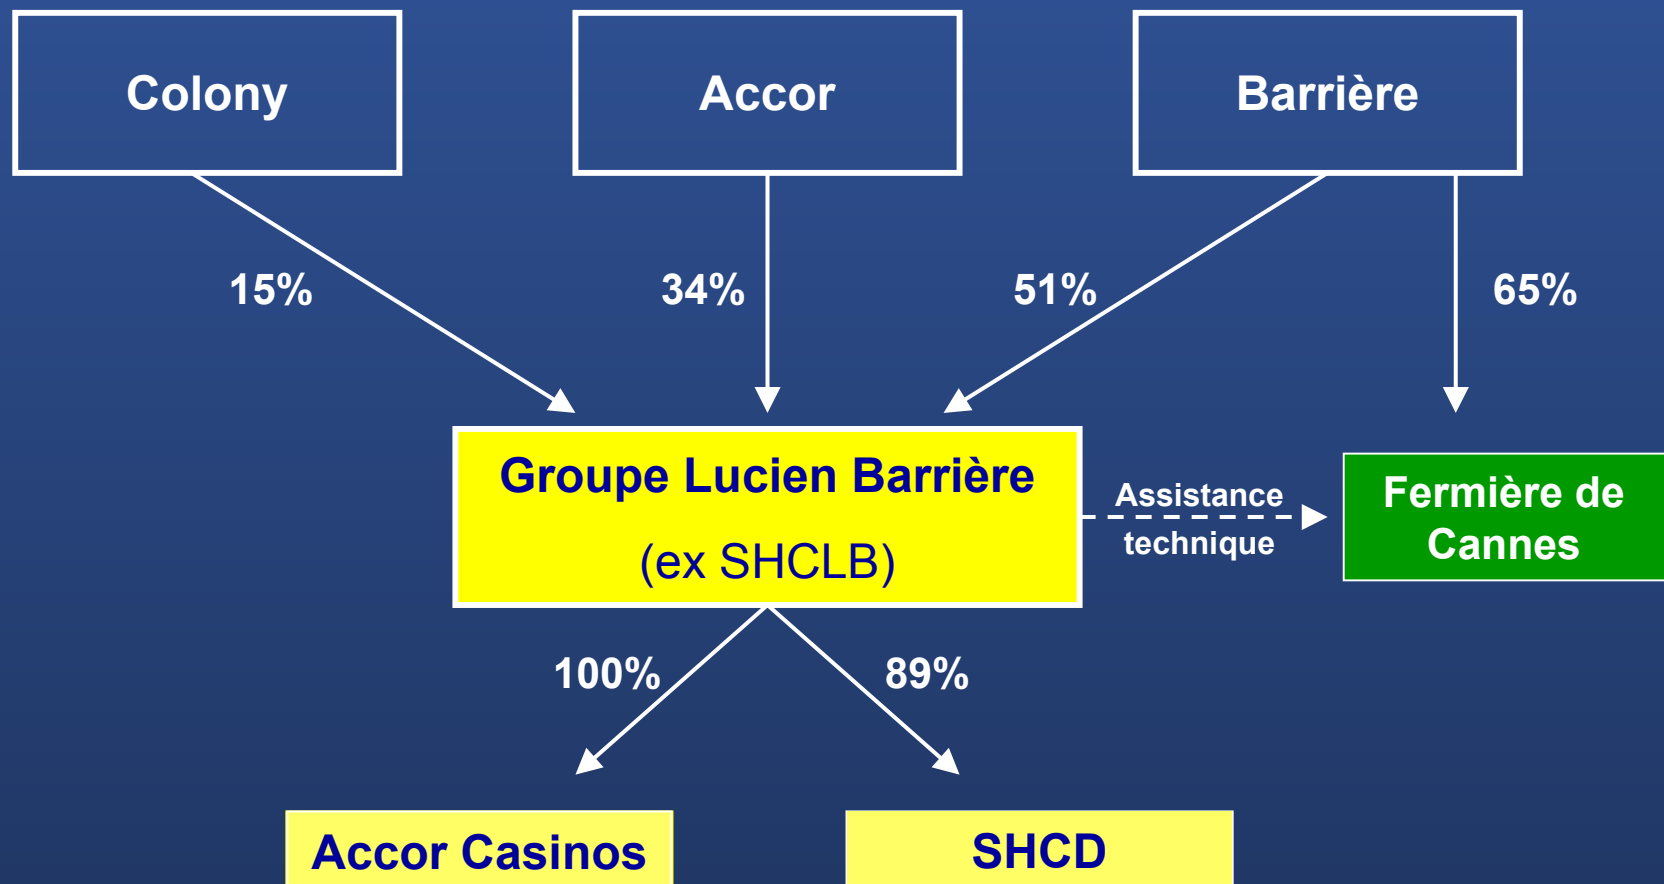 Colony
Accor
Barrière
15%
34%
51%
65%
Groupe Lucien Barrière
(ex SHCLB)
Assistance
technique
Fermière de
Cannes
100%
89%
Accor Casinos
SHCD